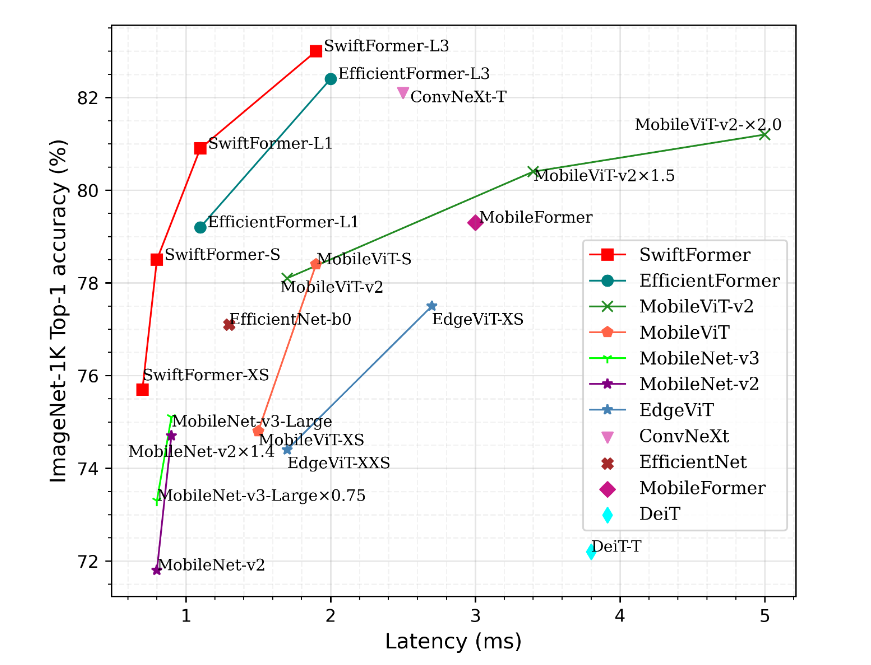 SwiftFormer-L3
EfficientFormer-L3
ConvNeXt-T
MobileViT-v2-×2.0
SwiftFormer-L1
MobileViT-v2×1.5
EfficientFormer-L1
MobileFormer
SwiftFormer-S
MobileViT-S
MobileViT-v2
EfficientNet-b0
EdgeViT-XS
SwiftFormer-XS
MobileNet-v3-Large
MobileViT-XS
MobileNet-v2×1.4
EdgeViT-XXS
MobileNet-v3-Large×0.75
MobileNet-v2
DeiT-T
SwiftFormer
EfficientFormer
MobileViT-v2
MobileViT
MobileNet-v3
MobileNet-v2
EdgeViT
ConvNeXt
EfficientNet
MobileFormer
DeiT
82
80
78
76
74
72
ImageNet-1K Top-1 accuracy (%)
1 2 3 4 5
Latency (ms)